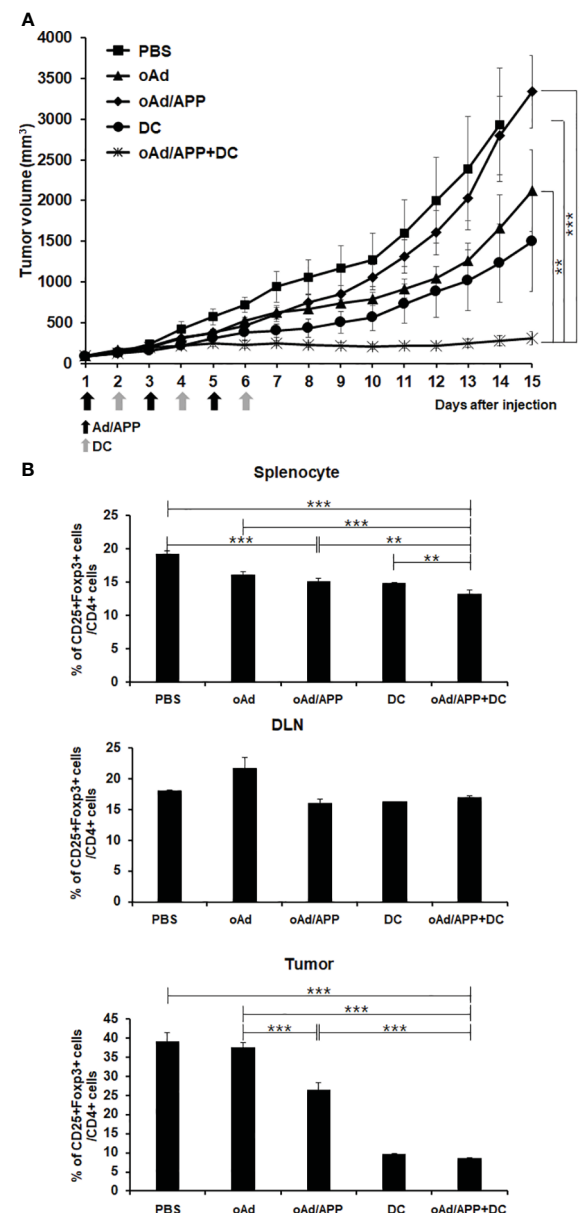 A
4000
3500
3000
2500
2000
1500
1000
500
0
Tumor volume (mm³)
PBS
oAd
oAd/APP
DC
oAd/APP+DC
***
**
1 2 3 4 5 6 7 8 9 10 11 12 13 14 15
Days after injection
Ad/APP
DC
B
Splenocyte
***
***
*** **
**
25
20
15
10
5
0
% of CD25+Foxp3+ cells
/CD4+ cells
PBS oAd oAd/APP DC oAd/APP+DC
DLN
25
20
15
10
5
0
% of CD25+Foxp3+ cells
/CD4+ cells
PBS oAd oAd/APP DC oAd/APP+DC
Tumor
***
***
*** ***
45
40
35
30
25
20
15
10
5
0
% of CD25+Foxp3+ cells
/CD4+ cells
PBS oAd oAd/APP DC oAd/APP+DC